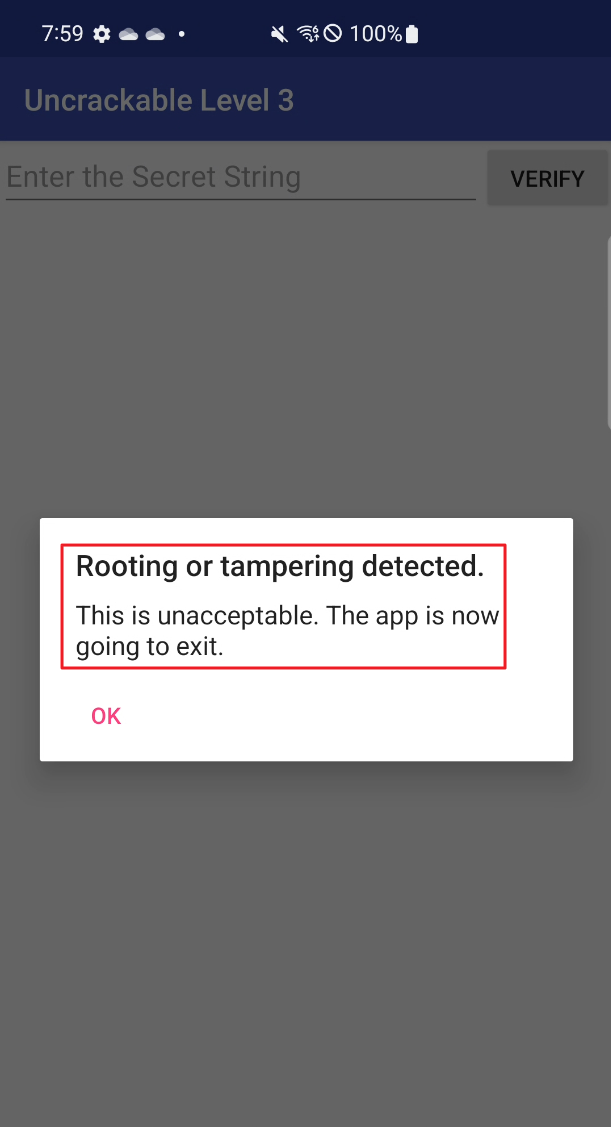 7:59 100%
Uncrackable Level 3
Enter the Secret String VERIFY
Rooting or tampering detected.
This is unacceptable. The app is now
going to exit.
OK